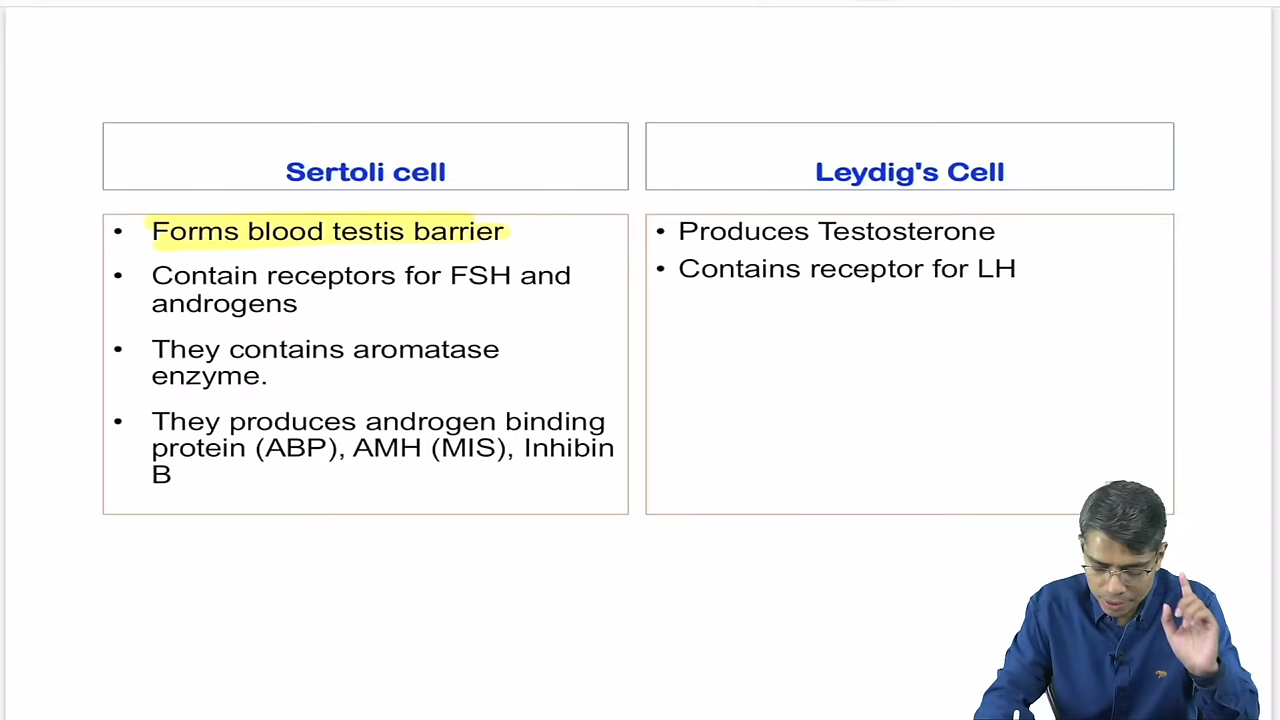 Sertoli cell
Leydig's Cell
• Forms blood testis barrier
• Contain receptors for FSH and
androgens
• They contains aromatase
enzyme.
• They produces androgen binding
protein (ABP), AMH (MIS), Inhibin
B
• Produces Testosterone
• Contains receptor for LH